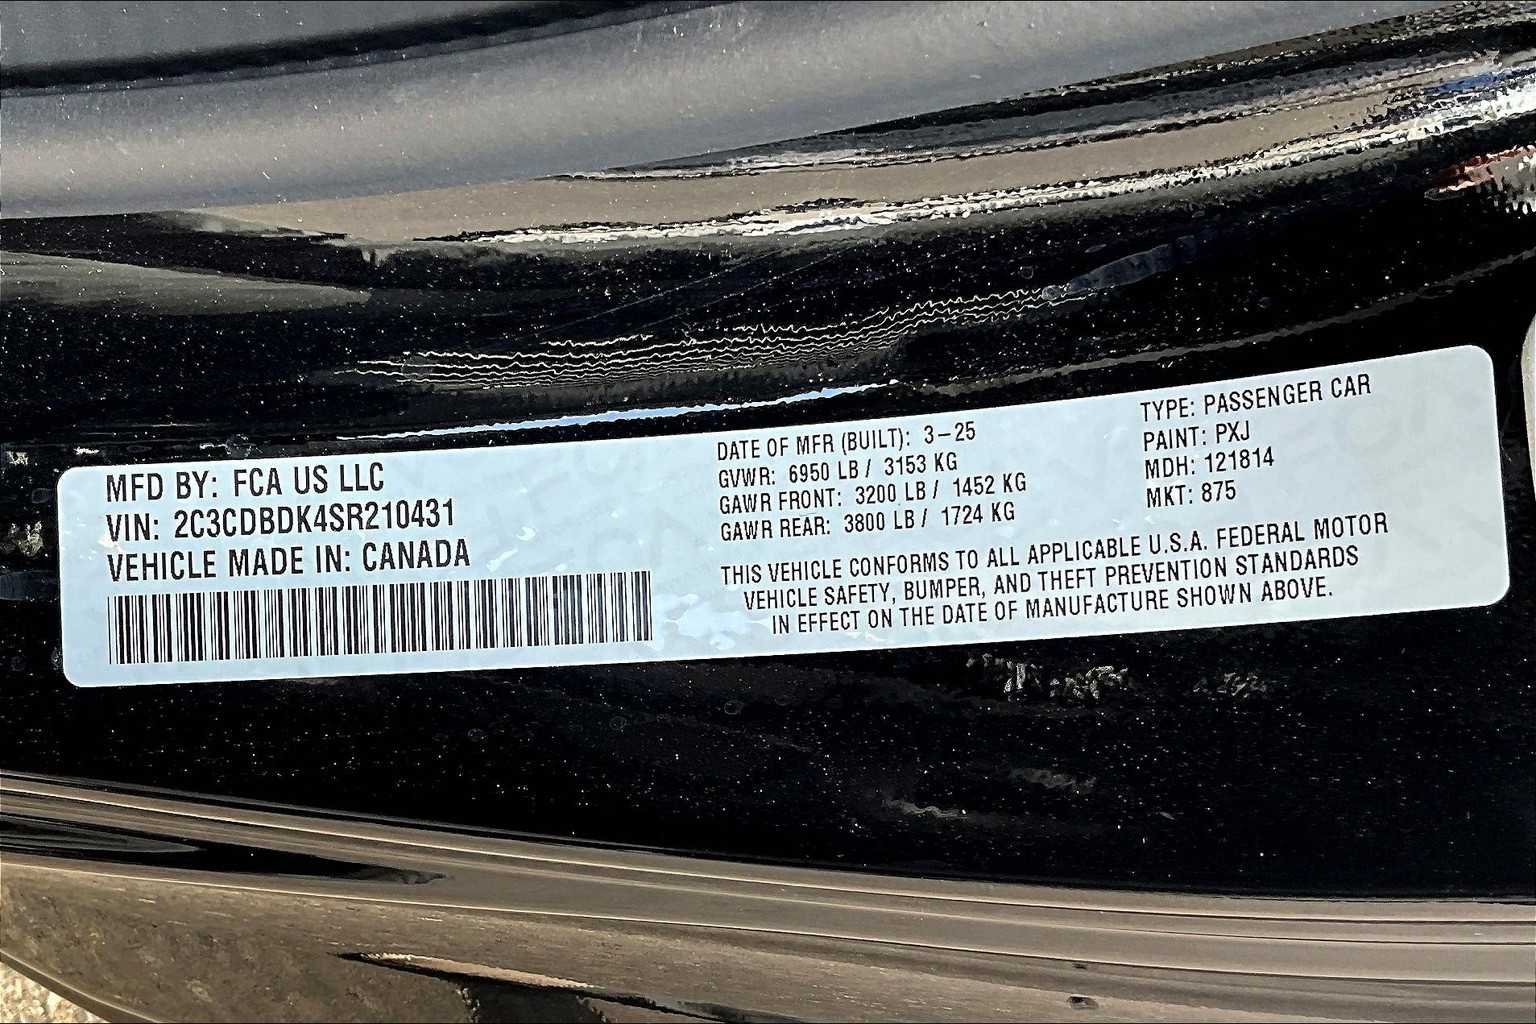 MFD BY: FCA US LLC
VIN: 2C3CDBDK4SR210431
VEHICLE MADE IN: CANADA
DATE OF MFR (BUILT): 3-25
GVWR: 6950 LB / 3153 KG
GAWR FRONT: 3200 LB / 1452 KG
GAWR REAR: 3800 LB / 1724 KG
TYPE: PASSENGER CAR
PAINT: PXJ
MDH: 121814
MKT: 875
THIS VEHICLE CONFORMS TO ALL APPLICABLE U.S.A. FEDERAL MOTOR
VEHICLE SAFETY, BUMPER, AND THEFT PREVENTION STANDARDS
IN EFFECT ON THE DATE OF MANUFACTURE SHOWN ABOVE.